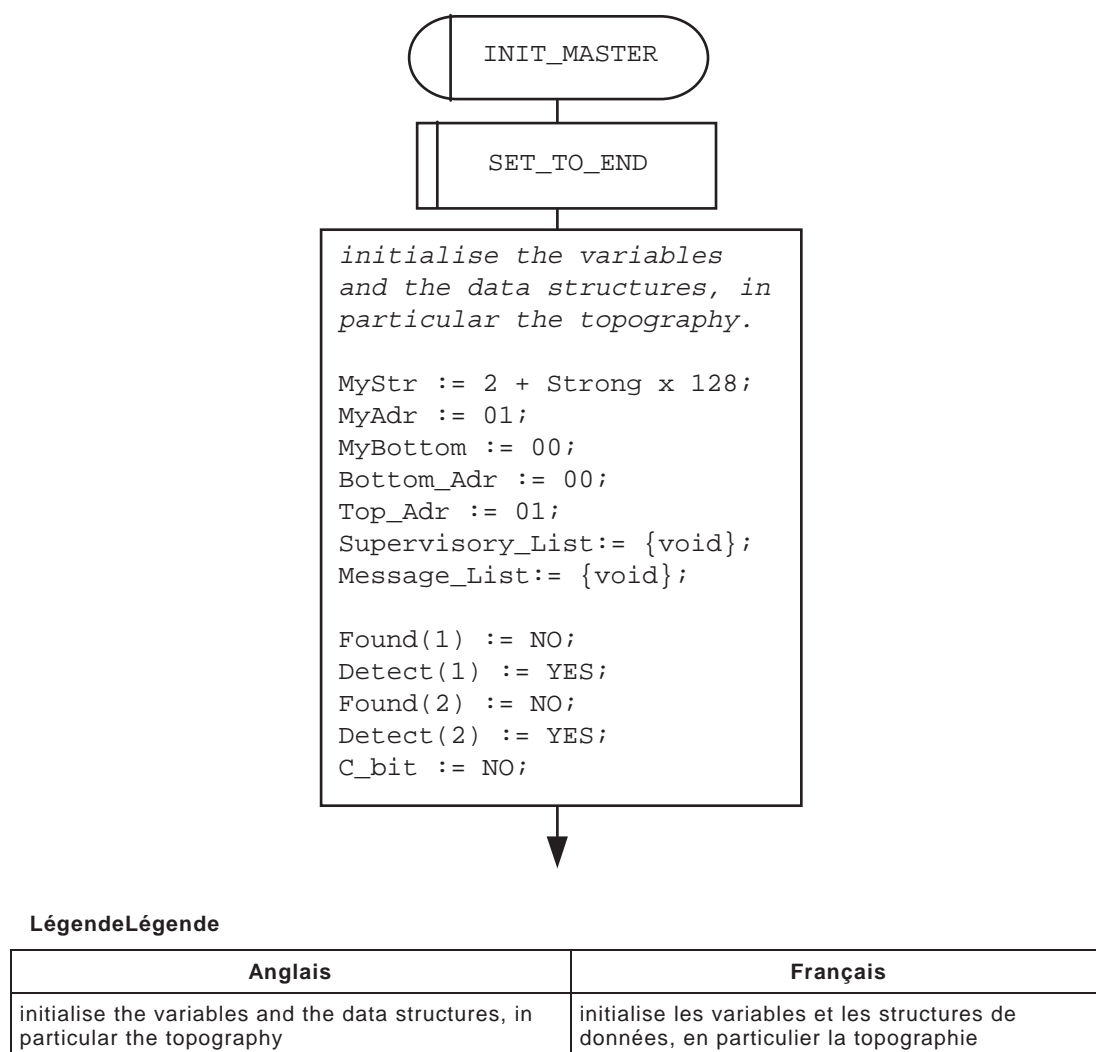 INIT_MASTER
SET_TO_END
initialise the variables
and the data structures, in
particular the topography.
MyStr := 2 + Strong x 128;
MyAdr := 01;
MyBottom := 00;
Bottom_Adr := 00;
Top_Adr := 01;
Supervisory_List:= {void};
Message_List:= {void};
Found(1) := NO;
Detect(1) := YES;
Found(2) := NO;
Detect(2) := YES;
C_bit := NO;
LégendeLégende
Anglais Français
initialise the variables and the data structures, in
particular the topography
initialise les variables et les structures de
données, en particulier la topographie